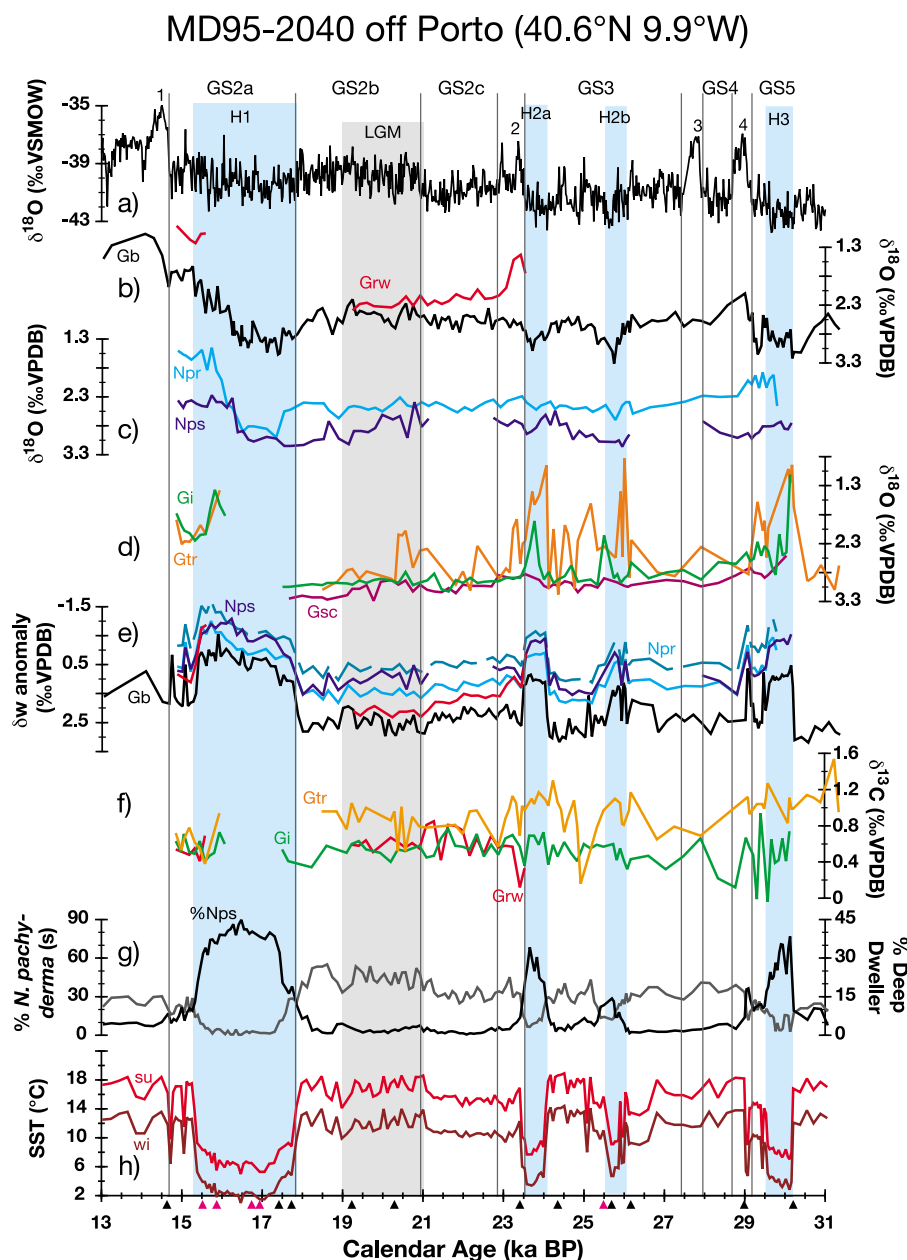 MD95-2040 off Porto (40.6°N 9.9°W)
GS2a GS2b GS2c GS3 GS4 GS5
H1 LGM H2a H2b H3
1 2 3 4
-35
-39
-43
δ18O (‰VSMOW)
a)
Gb
b)
Grw
1.3
2.3
3.3
δ18O (‰VPDB)
1.3
2.3
3.3
δ18O (‰VPDB)
c)
Npr
Nps
d)
Gi
Gtr
Gsc
1.3
2.3
3.3
δ18O (‰VPDB)
-1.5
0.5
2.5
δw anomaly
(‰VPDB)
e)
Nps
Npr
Gb
f)
Gtr
Gi
Grw
1.6
1.2
0.8
0.4
0
δ13C (‰VPDB)
90
60
30
0
% N. pachy-
derma (s)
g)
%Nps
45
30
15
0
% Deep
Dweller
18
14
10
6
2
SST (°C)
h)
su
wi
13 15 17 19 21 23 25 27 29 31
Calendar Age (ka BP)